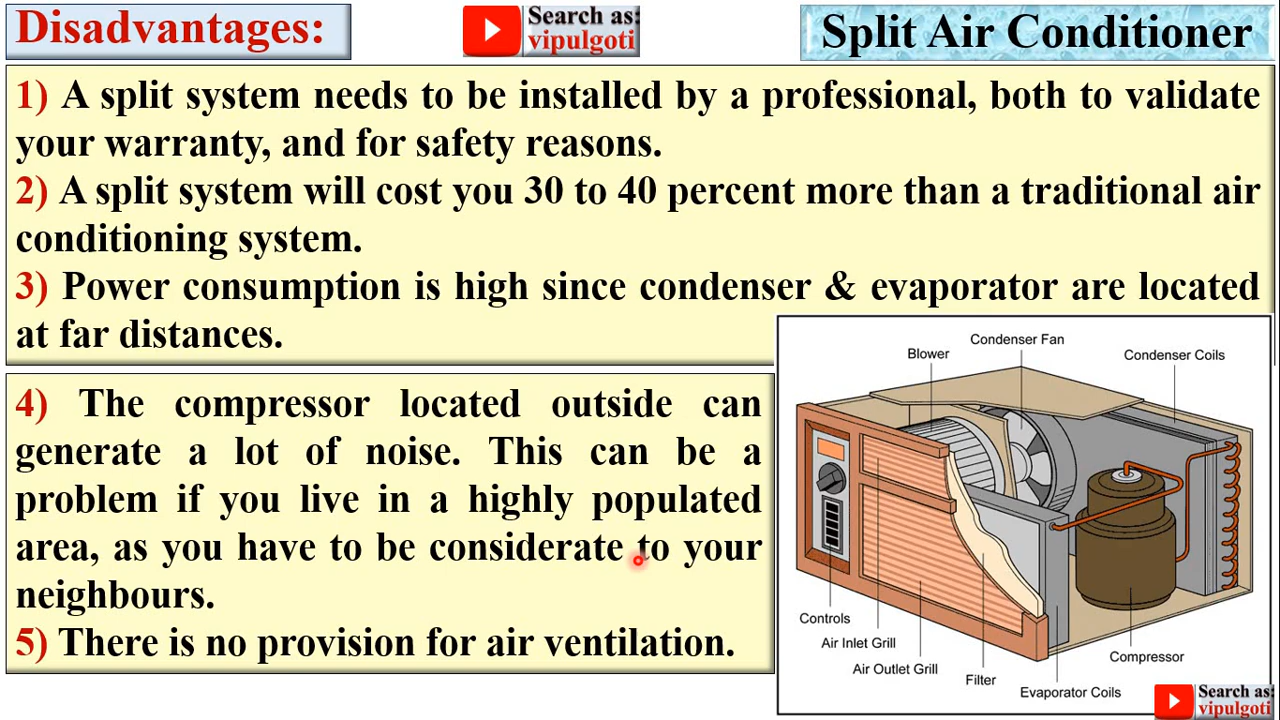 Disadvantages:
Search as:
vipulgoti
Split Air Conditioner
1) A split system needs to be installed by a professional, both to validate
your warranty, and for safety reasons.
2) A split system will cost you 30 to 40 percent more than a traditional air
conditioning system.
3) Power consumption is high since condenser & evaporator are located
at far distances.
4) The compressor located outside can
generate a lot of noise. This can be a
problem if you live in a highly populated
area, as you have to be considerate to your
neighbours.
5) There is no provision for air ventilation.
Condenser Fan
Blower
Condenser Coils
Controls
Air Inlet Grill
Air Outlet Grill
Filter
Evaporator Coils
Compressor
Search as:
vipulgoti